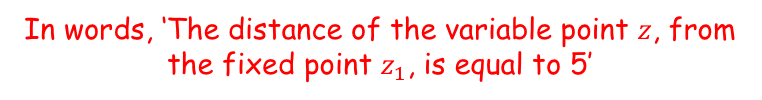 In words, 'The distance of the variable point z, from
the fixed point z₁, is equal to 5'